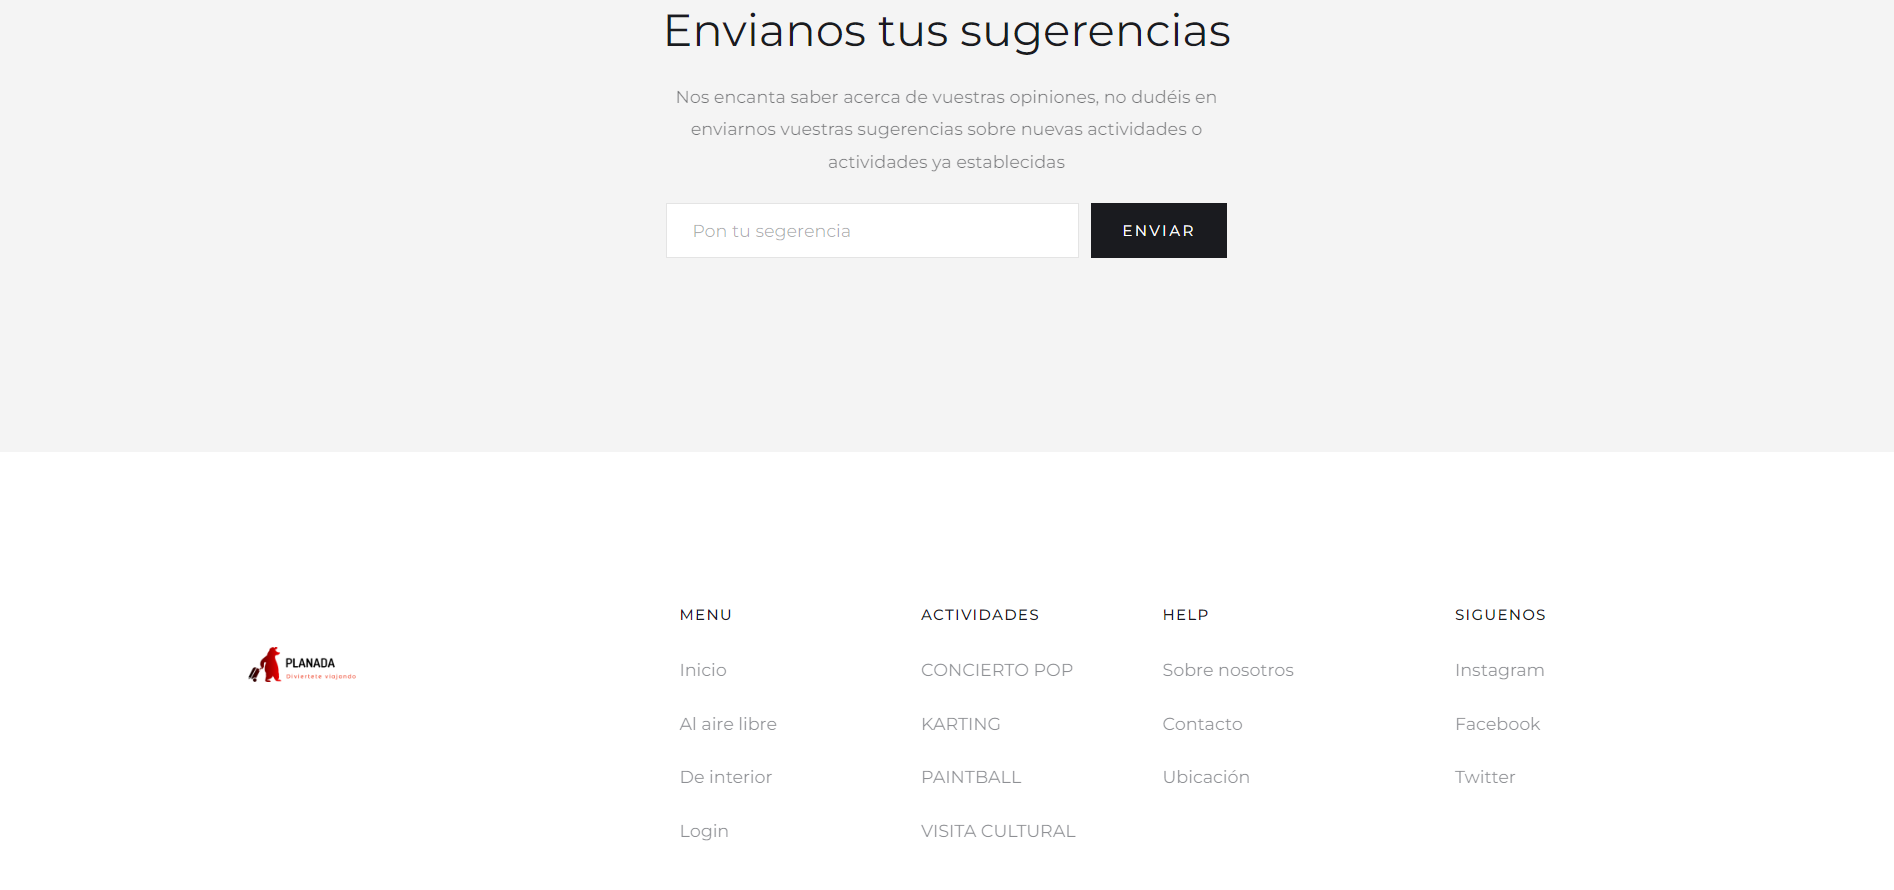 Envianos tus sugerencias
Nos encanta saber acerca de vuestras opiniones, no dudéis en
enviarnos vuestras sugerencias sobre nuevas actividades o
actividades ya establecidas
Pon tu segerencia
ENVIAR
PLANADA
Diviertete viajando
MENU
Inicio
Al aire libre
De interior
Login
ACTIVIDADES
CONCIERTO POP
KARTING
PAINTBALL
VISITA CULTURAL
HELP
Sobre nosotros
Contacto
Ubicación
SIGUENOS
Instagram
Facebook
Twitter